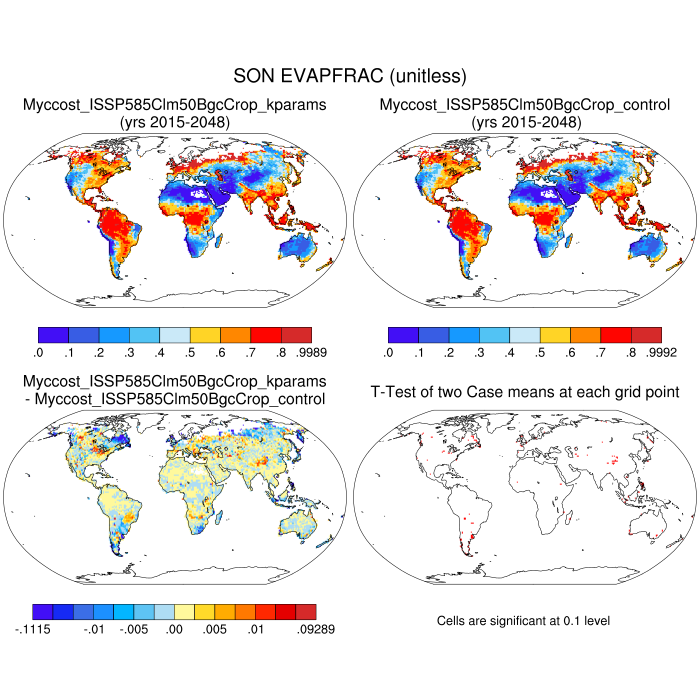 SON EVAPFRAC (unitless)
Myccost_ISSP585Clm50BgcCrop_kparams
(yrs 2015-2048)
Myccost_ISSP585Clm50BgcCrop_control
(yrs 2015-2048)
.0 .1 .2 .3 .4 .5 .6 .7 .8 .9989
.0 .1 .2 .3 .4 .5 .6 .7 .8 .9992
Myccost_ISSP585Clm50BgcCrop_kparams
- Myccost_ISSP585Clm50BgcCrop_control
T-Test of two Case means at each grid point
-.1115 -.01 -.005 .00 .005 .01 .09289
Cells are significant at 0.1 level